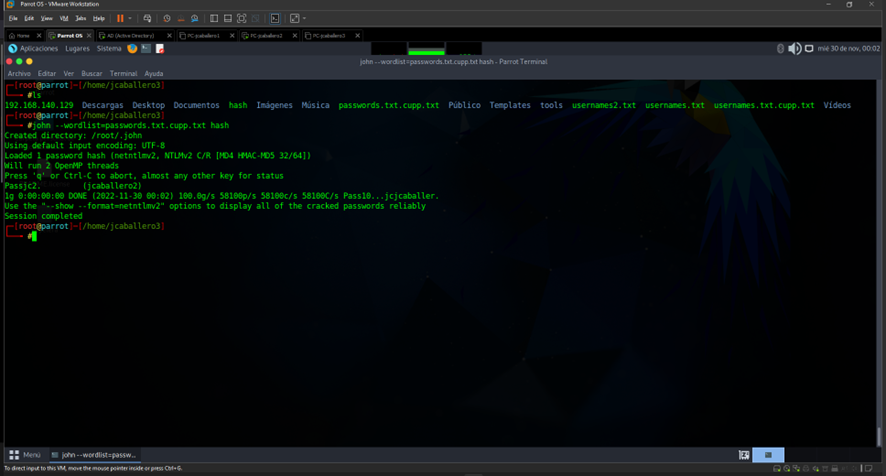 Parrot OS - VMware Workstation
File Edit View VM Tabs Help
Home Parrot OS AD (Active Directory) PC-jcaballero1 PC-jcaballero2 PC-jcaballero3
Aplicaciones Lugares Sistema mié 30 de nov, 00:02
john --wordlist=passwords.txt.cupp.txt hash - Parrot Terminal
Archivo Editar Ver Buscar Terminal Ayuda
[root@parrot]-[/home/jcaballero3]
#ls
192.168.140.129 Descargas Desktop Documentos hash Imágenes Música passwords.txt.cupp.txt Público Templates tools usernames2.txt usernames.txt usernames.txt.cupp.txt Vídeos
[root@parrot]-[/home/jcaballero3]
#john --wordlist=passwords.txt.cupp.txt hash
Created directory: /root/.john
Using default input encoding: UTF-8
Loaded 1 password hash (netntlmv2, NTLMv2 C/R [MD4 HMAC-MD5 32/64])
Will run 2 OpenMP threads
Press 'q' or Ctrl-C to abort, almost any other key for status
Passjc2. (jcaballero2)
1g 0:00:00:00 DONE (2022-11-30 00:02) 100.0g/s 58100p/s 58100c/s 58100C/s Pass10...jcjcaballer.
Use the "--show --format=netntlmv2" options to display all of the cracked passwords reliably
Session completed
[root@parrot]-[/home/jcaballero3]
#
Menú john --wordlist=passw...
To direct input to this VM, move the mouse pointer inside or press Ctrl+G.